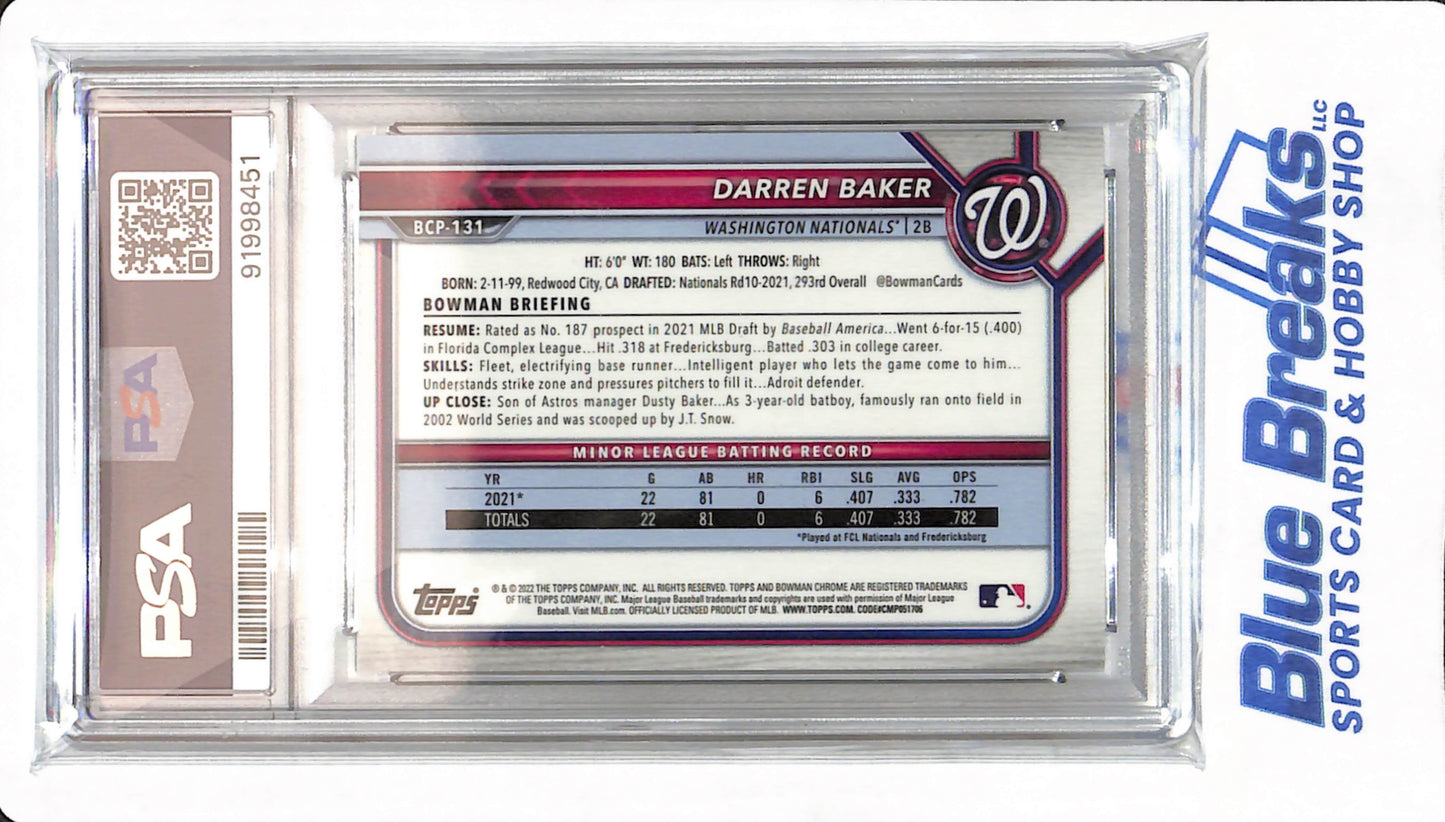 91998451
PSA
PSA
DARREN BAKER
BCP-131
WASHINGTON NATIONALS® | 2B
W®
HT: 6'0" WT: 180 BATS: Left THROWS: Right
BORN: 2-11-99, Redwood City, CA DRAFTED: Nationals Rd10-2021, 293rd Overall @BowmanCards
BOWMAN BRIEFING
RESUME: Rated as No. 187 prospect in 2021 MLB Draft by Baseball America...Went 6-for-15 (.400)
in Florida Complex League...Hit .318 at Fredericksburg...Batted .303 in college career.
SKILLS: Fleet, electrifying base runner...Intelligent player who lets the game come to him...
Understands strike zone and pressures pitchers to fill it...Adroit defender.
UP CLOSE: Son of Astros manager Dusty Baker...As 3-year-old batboy, famously ran onto field in
2002 World Series and was scooped up by J.T. Snow.
MINOR LEAGUE BATTING RECORD
YR G AB HR RBI SLG AVG OPS
2021* 22 81 0 6 .407 .333 .782
TOTALS 22 81 0 6 .407 .333 .782
*Played at FCL Nationals and Fredericksburg
Topps
® & © 2022 THE TOPPS COMPANY, INC. ALL RIGHTS RESERVED. TOPPS AND BOWMAN CHROME ARE REGISTERED TRADEMARKS
OF THE TOPPS COMPANY, INC. Major League Baseball trademarks and copyrights are used with permission of Major League
Baseball. Visit MLB.com. OFFICIALLY LICENSED PRODUCT OF MLB. WWW.TOPPS.COM. CODE#CMP051706
Blue Breaks LLC
SPORTS CARD & HOBBY SHOP